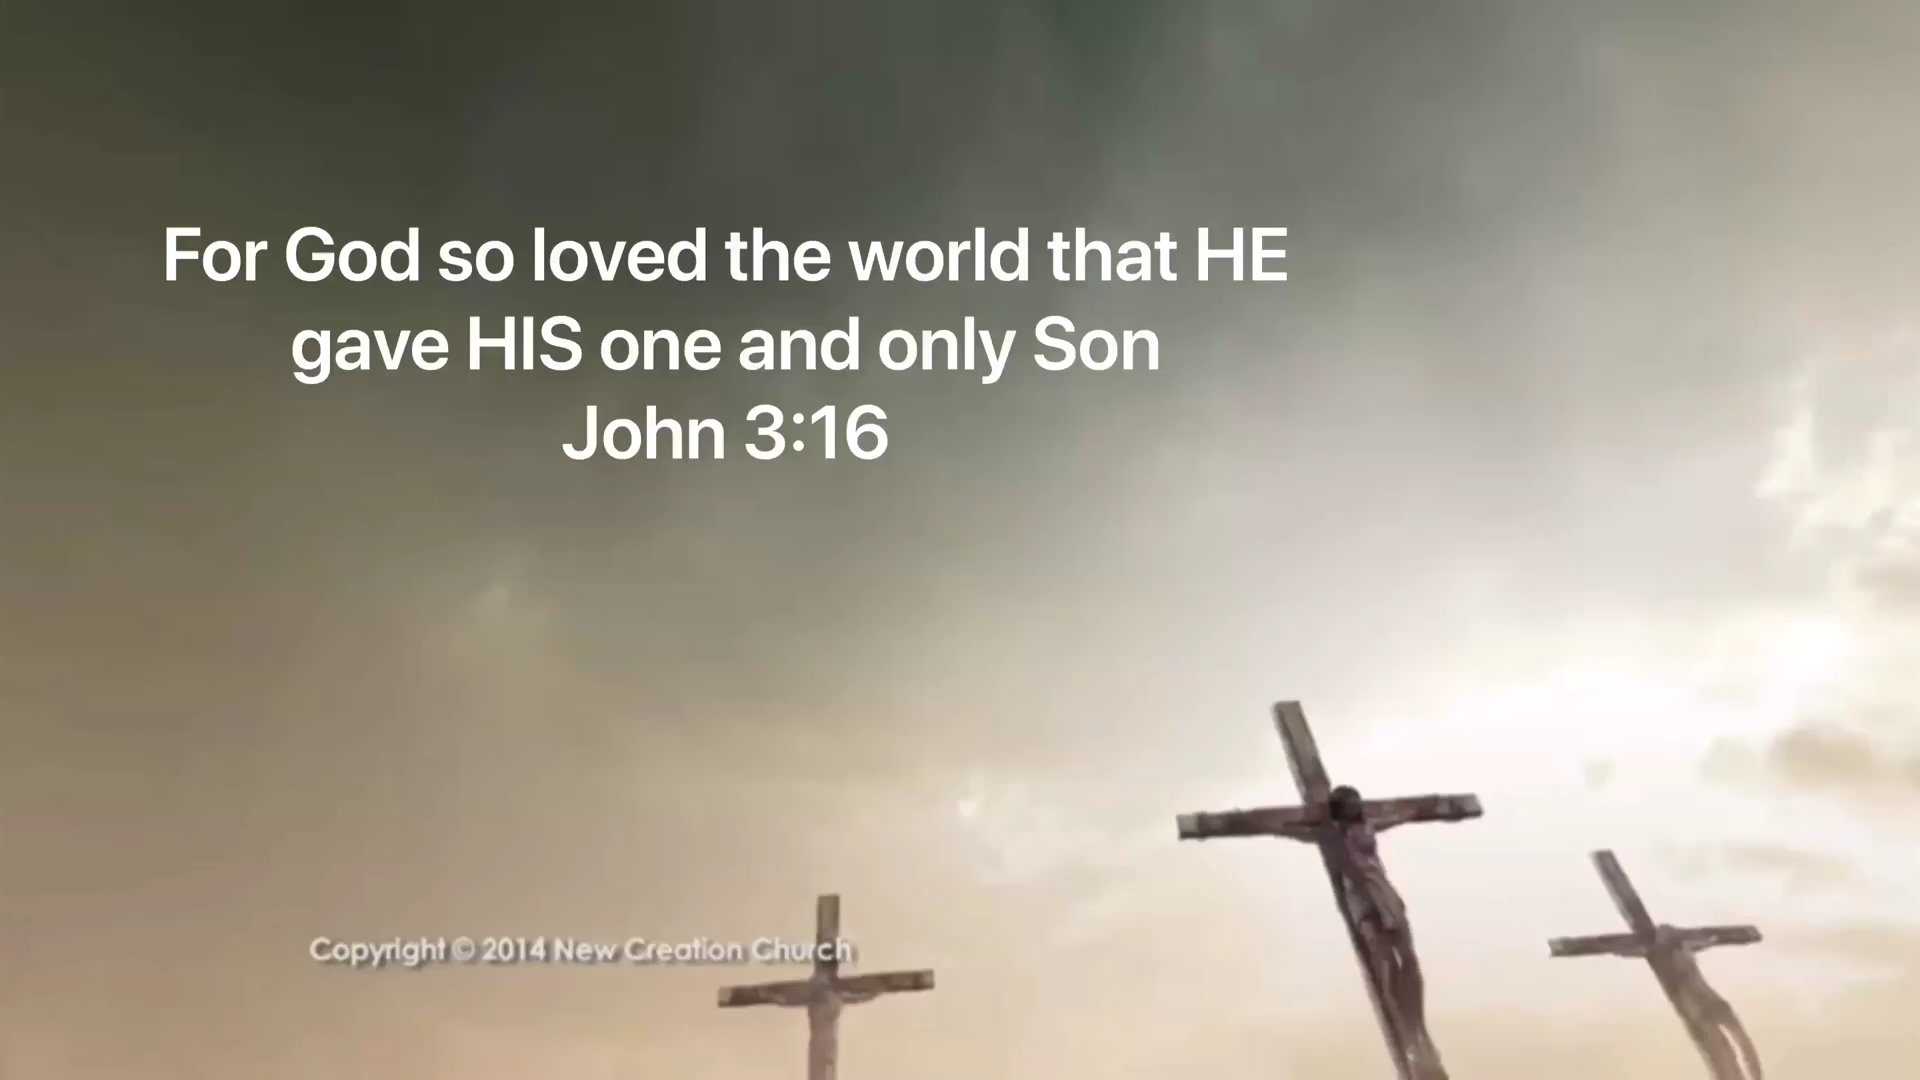 For God so loved the world that HE
gave HIS one and only Son
John 3:16
Copyright © 2014 New Creation Church